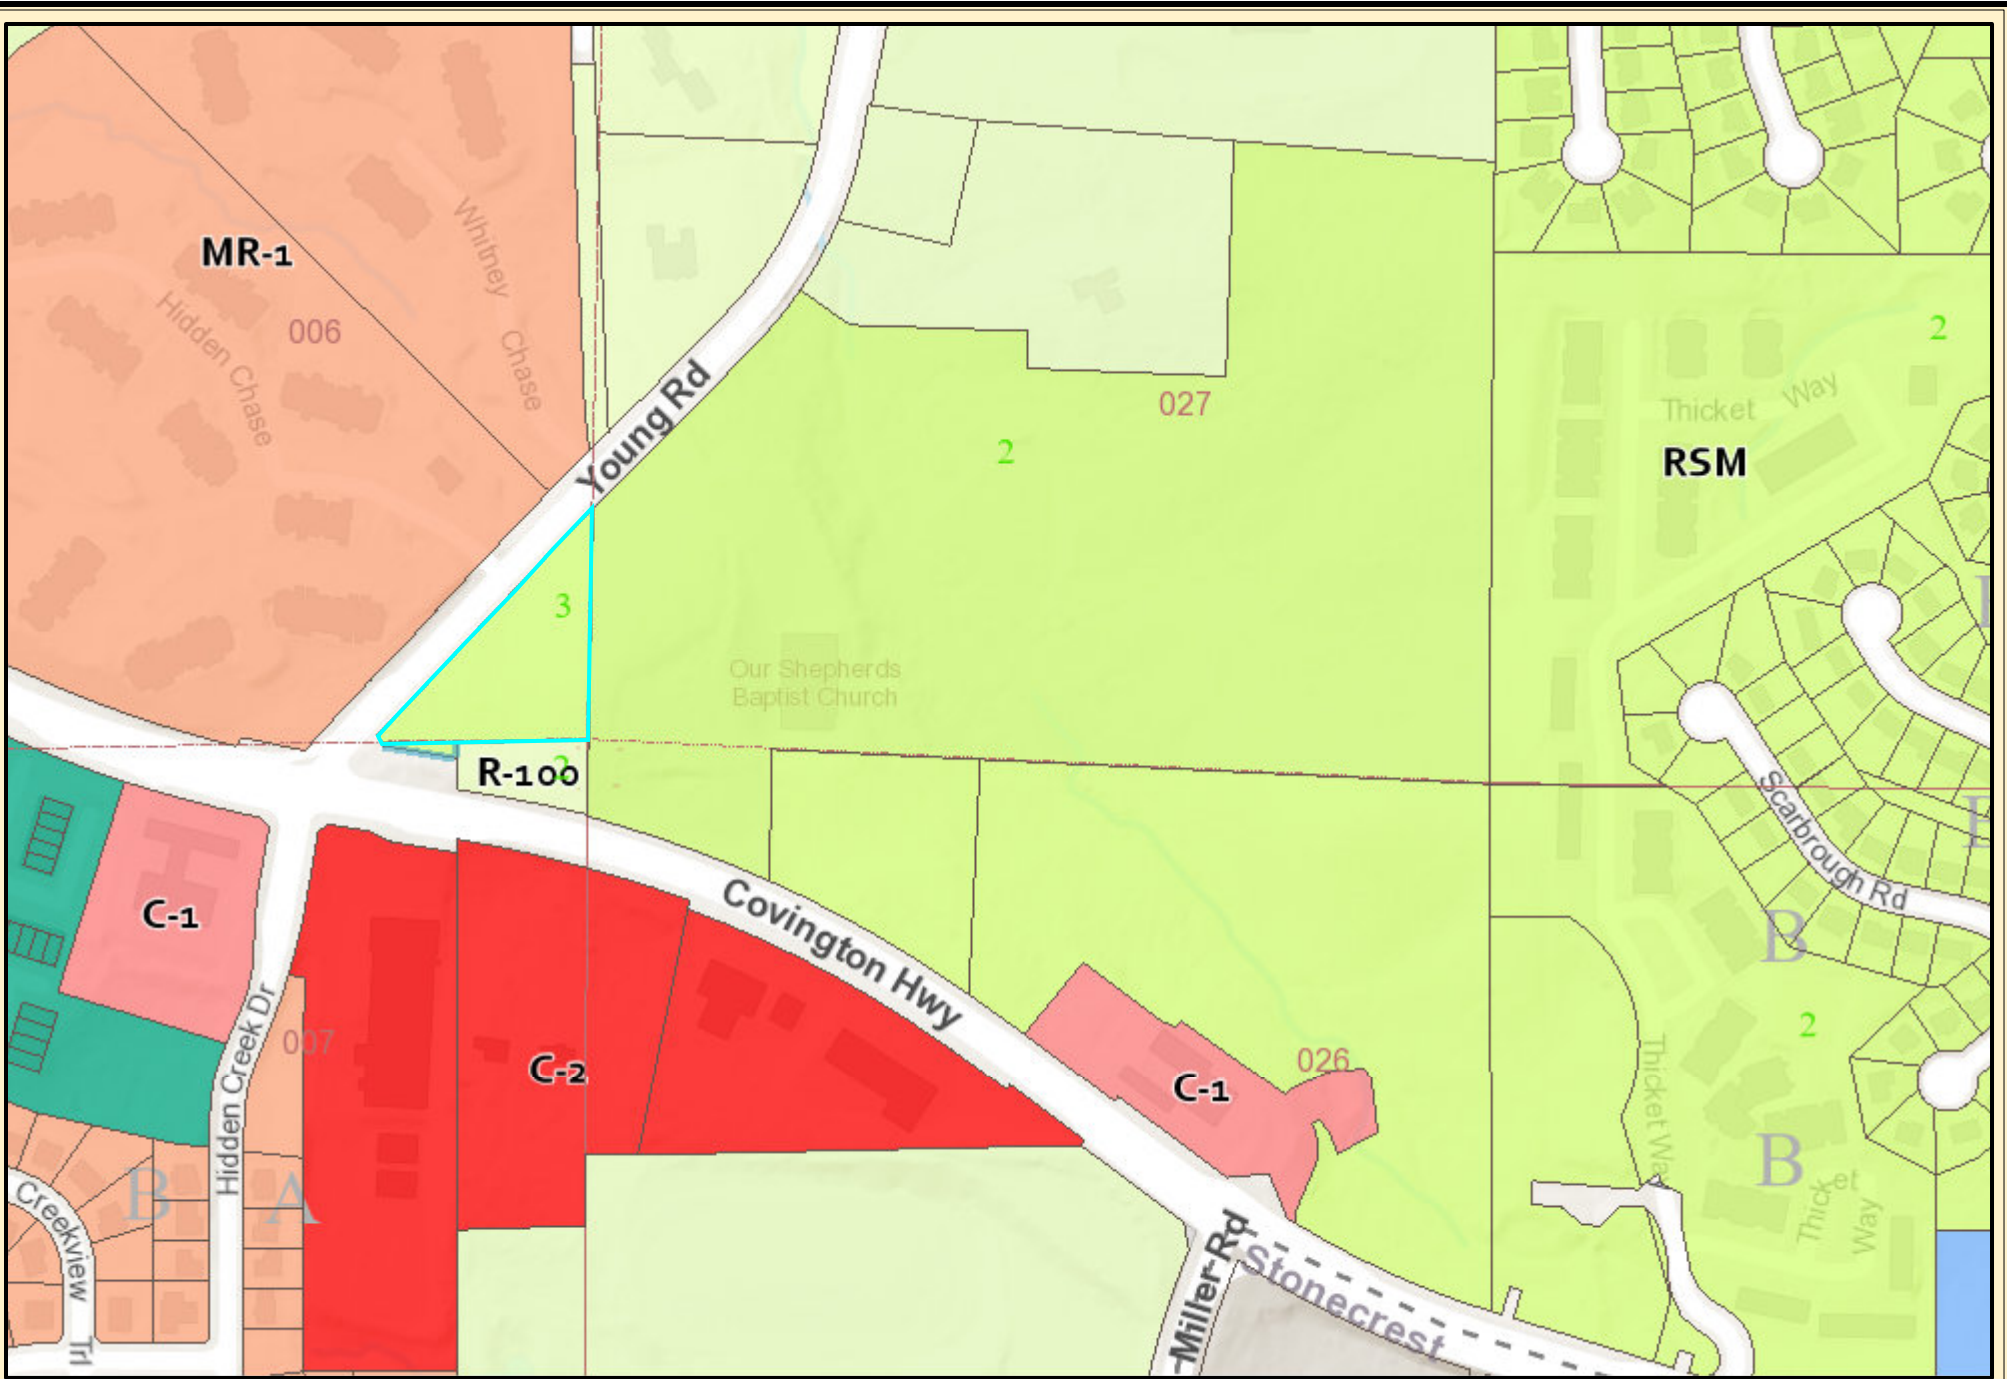 MR-1
Whitney
Chase
Hidden Chase
006
Young Rd
027
2
2
Thicket Way
RSM
3
Our Shepherds
Baptist Church
R-100
2
Scarbrough Rd
B
C-1
Covington Hwy
007
Hidden Creek Dr
C-2
026
C-1
2
Thicket Way
B
B
A
Creekview Trl
Thicket
Way
Miller Rd
Stonecrest